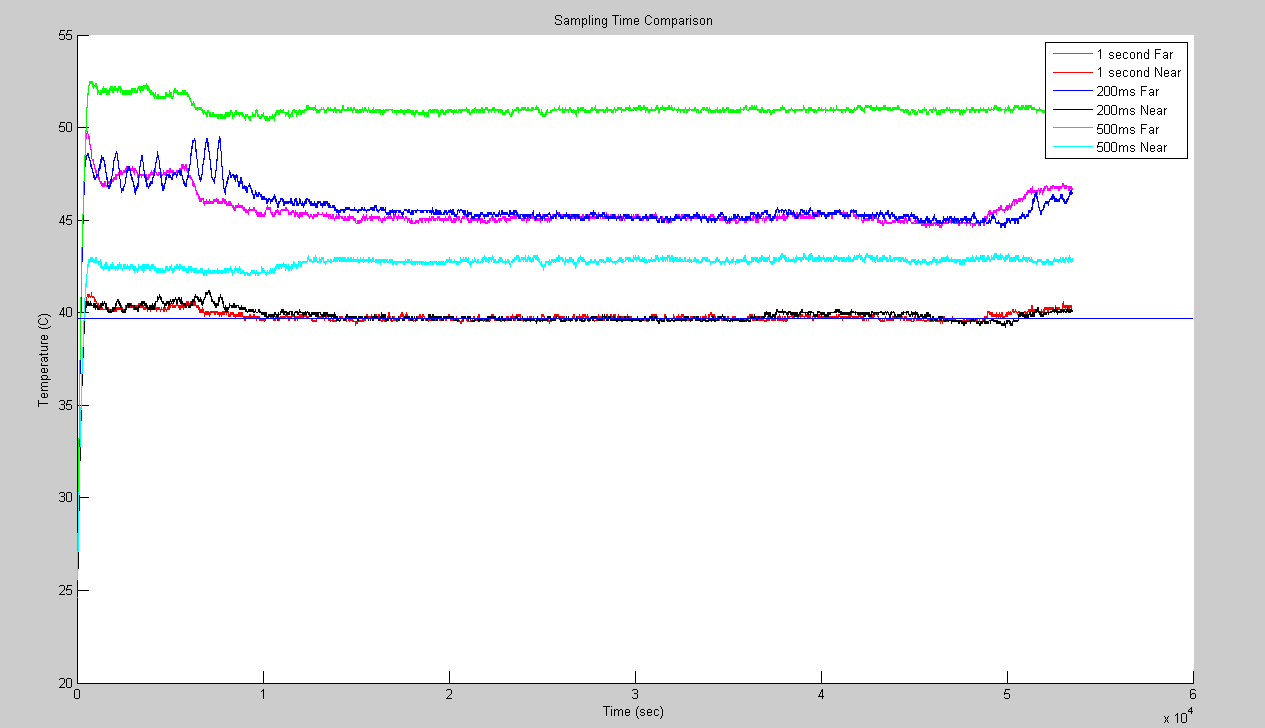 Sampling Time Comparison
55
50
45
40
35
30
25
20
Temperature (C)
0
1
2
3
4
5
6
x 10^4
Time (sec)
1 second Far
1 second Near
200ms Far
200ms Near
500ms Far
500ms Near